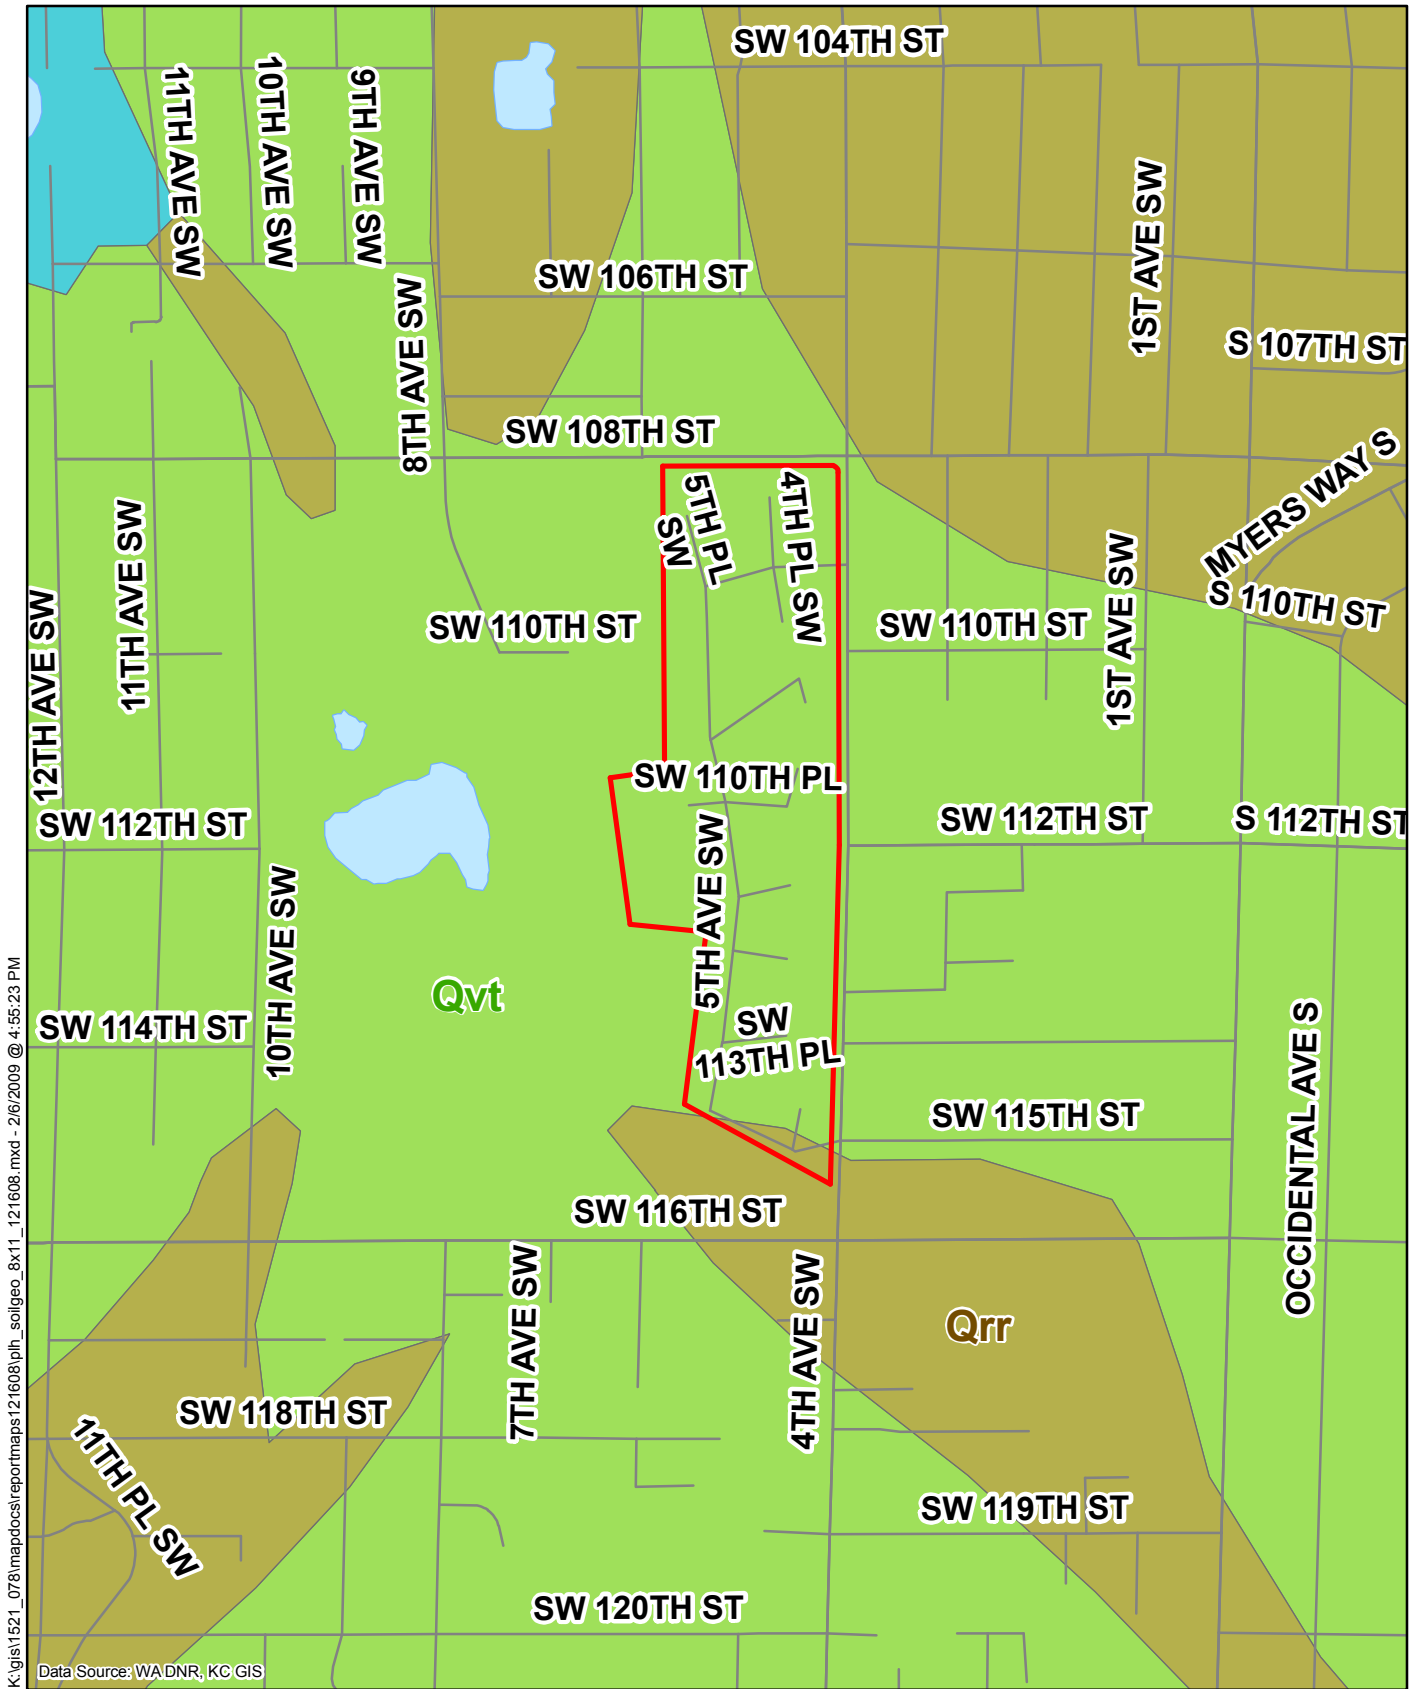 SW 104TH ST
11TH AVE SW
10TH AVE SW
9TH AVE SW
1ST AVE SW
SW 106TH ST
8TH AVE SW
S 107TH ST
SW 108TH ST
MYERS WAY S
5TH PL
SW
4TH PL SW
11TH AVE SW
12TH AVE SW
SW 110TH ST
SW 110TH ST
1ST AVE SW
S 110TH ST
SW 110TH PL
SW 112TH ST
5TH AVE SW
SW 112TH ST
S 112TH ST
10TH AVE SW
Qvt
SW 114TH ST
SW
113TH PL
OCCIDENTAL AVE S
SW 115TH ST
SW 116TH ST
7TH AVE SW
4TH AVE SW
Qrr
SW 118TH ST
11TH PL SW
SW 119TH ST
SW 120TH ST
Data Source: WA DNR, KC GIS
K:\gis\1521_078\mapdocs\reportmaps121608\plh_soilgeo_8x11_121608.mxd - 2/6/2009 @ 4:55:23 PM